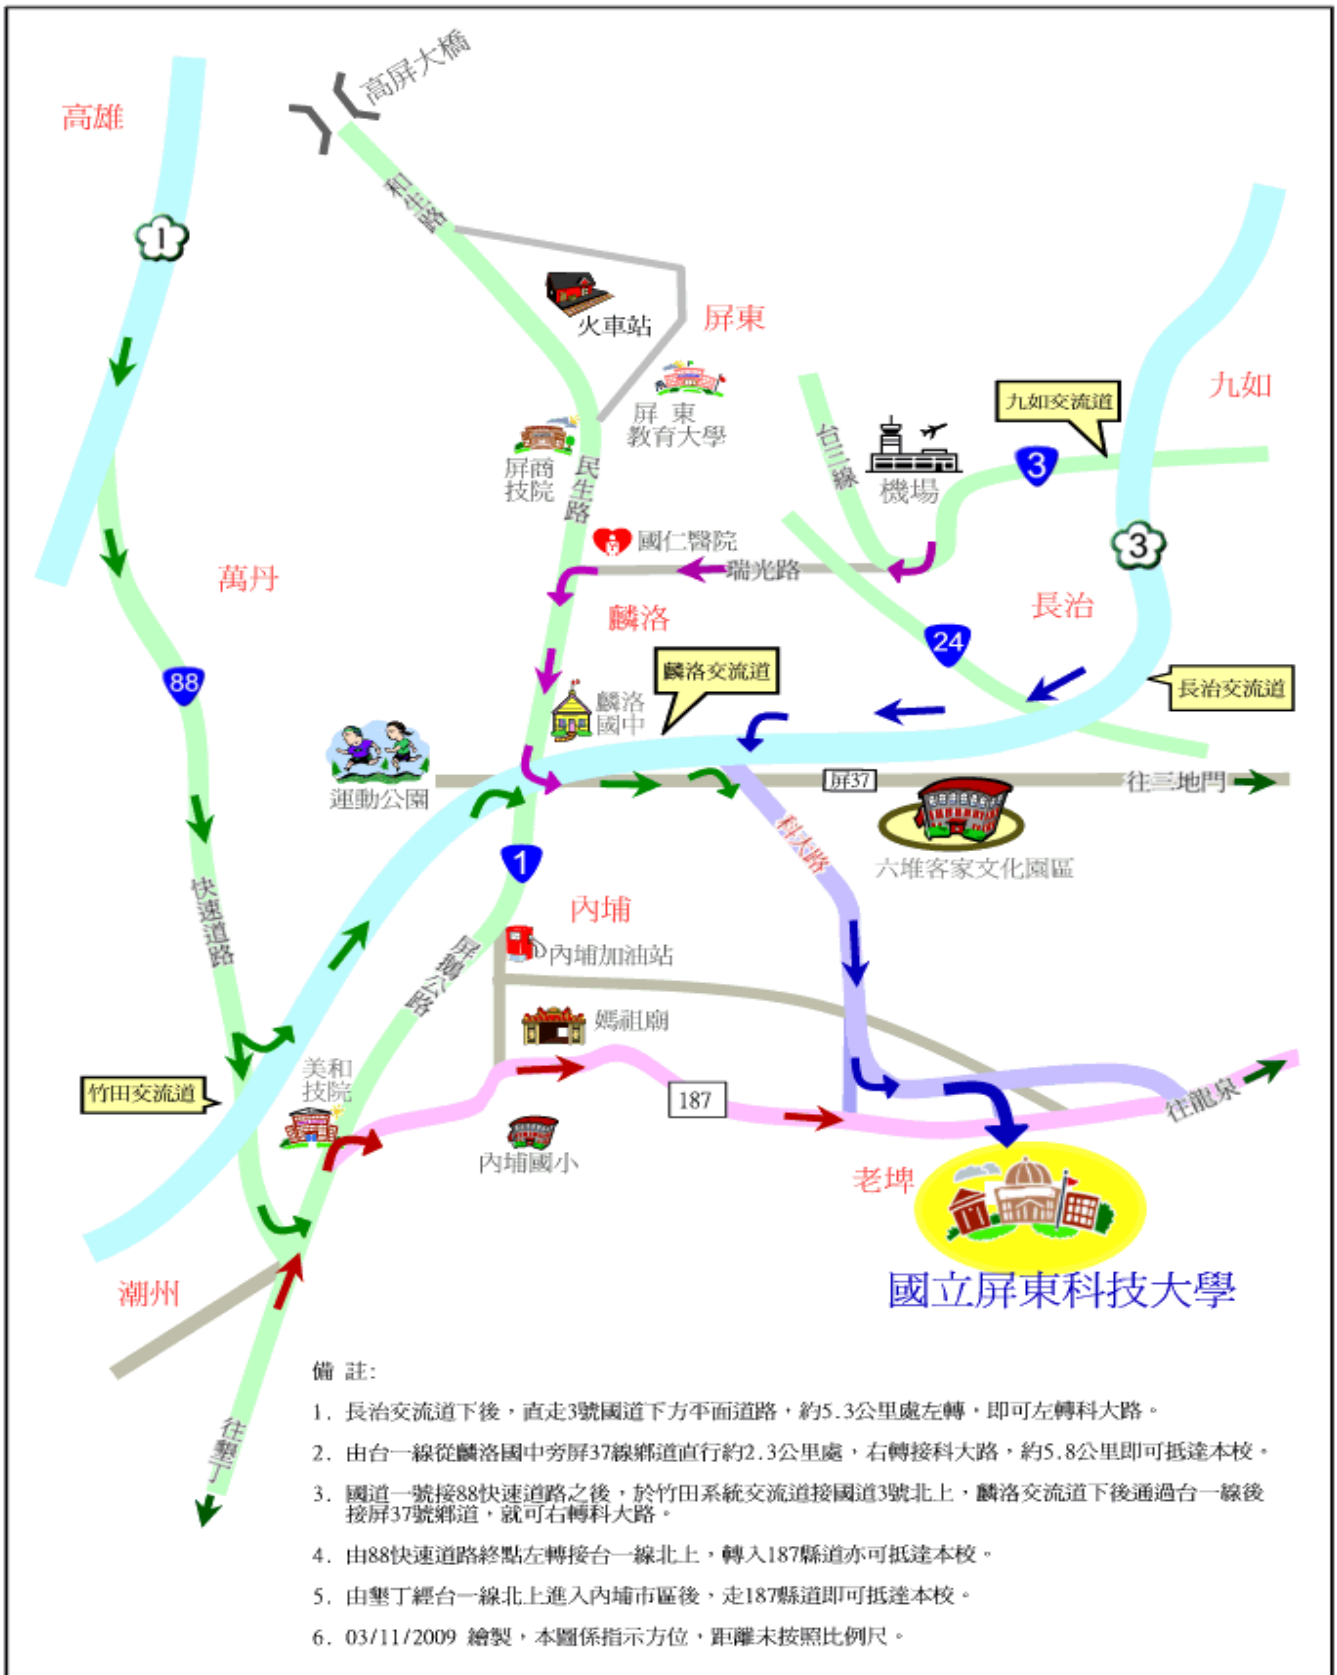 高屏大橋
高雄
1
和生路
火車站
屏東
屏 東
教育大學
九如
九如交流道
台三線
機場
3
屏商
技院
民生路
國仁醫院
瑞光路
3
萬丹
麟洛
長治
24
88
麟洛交流道
長治交流道
麟洛
國中
運動公園
屏37
往三地門
科大路
六堆客家文化園區
1
快速道路
內埔
屏鵝公路
內埔加油站
媽祖廟
美和
技院
竹田交流道
187
往龍泉
內埔國小
老埤
潮州
國立屏東科技大學
往墾丁
備 註:
1. 長治交流道下後，直走3號國道下方平面道路，約5.3公里處左轉，即可左轉科大路。
2. 由台一線從麟洛國中旁屏37線鄉道直行約2.3公里處，右轉接科大路，約5.8公里即可抵達本校。
3. 國道一號接88快速道路之後，於竹田系統交流道接國道3號北上，麟洛交流道下後通過台一線後
接屏37號鄉道，就可右轉科大路。
4. 由88快速道路終點左轉接台一線北上，轉入187縣道亦可抵達本校。
5. 由墾丁經台一線北上進入內埔市區後，走187縣道即可抵達本校。
6. 03/11/2009 繪製，本圖係指示方位，距離未按照比例尺。